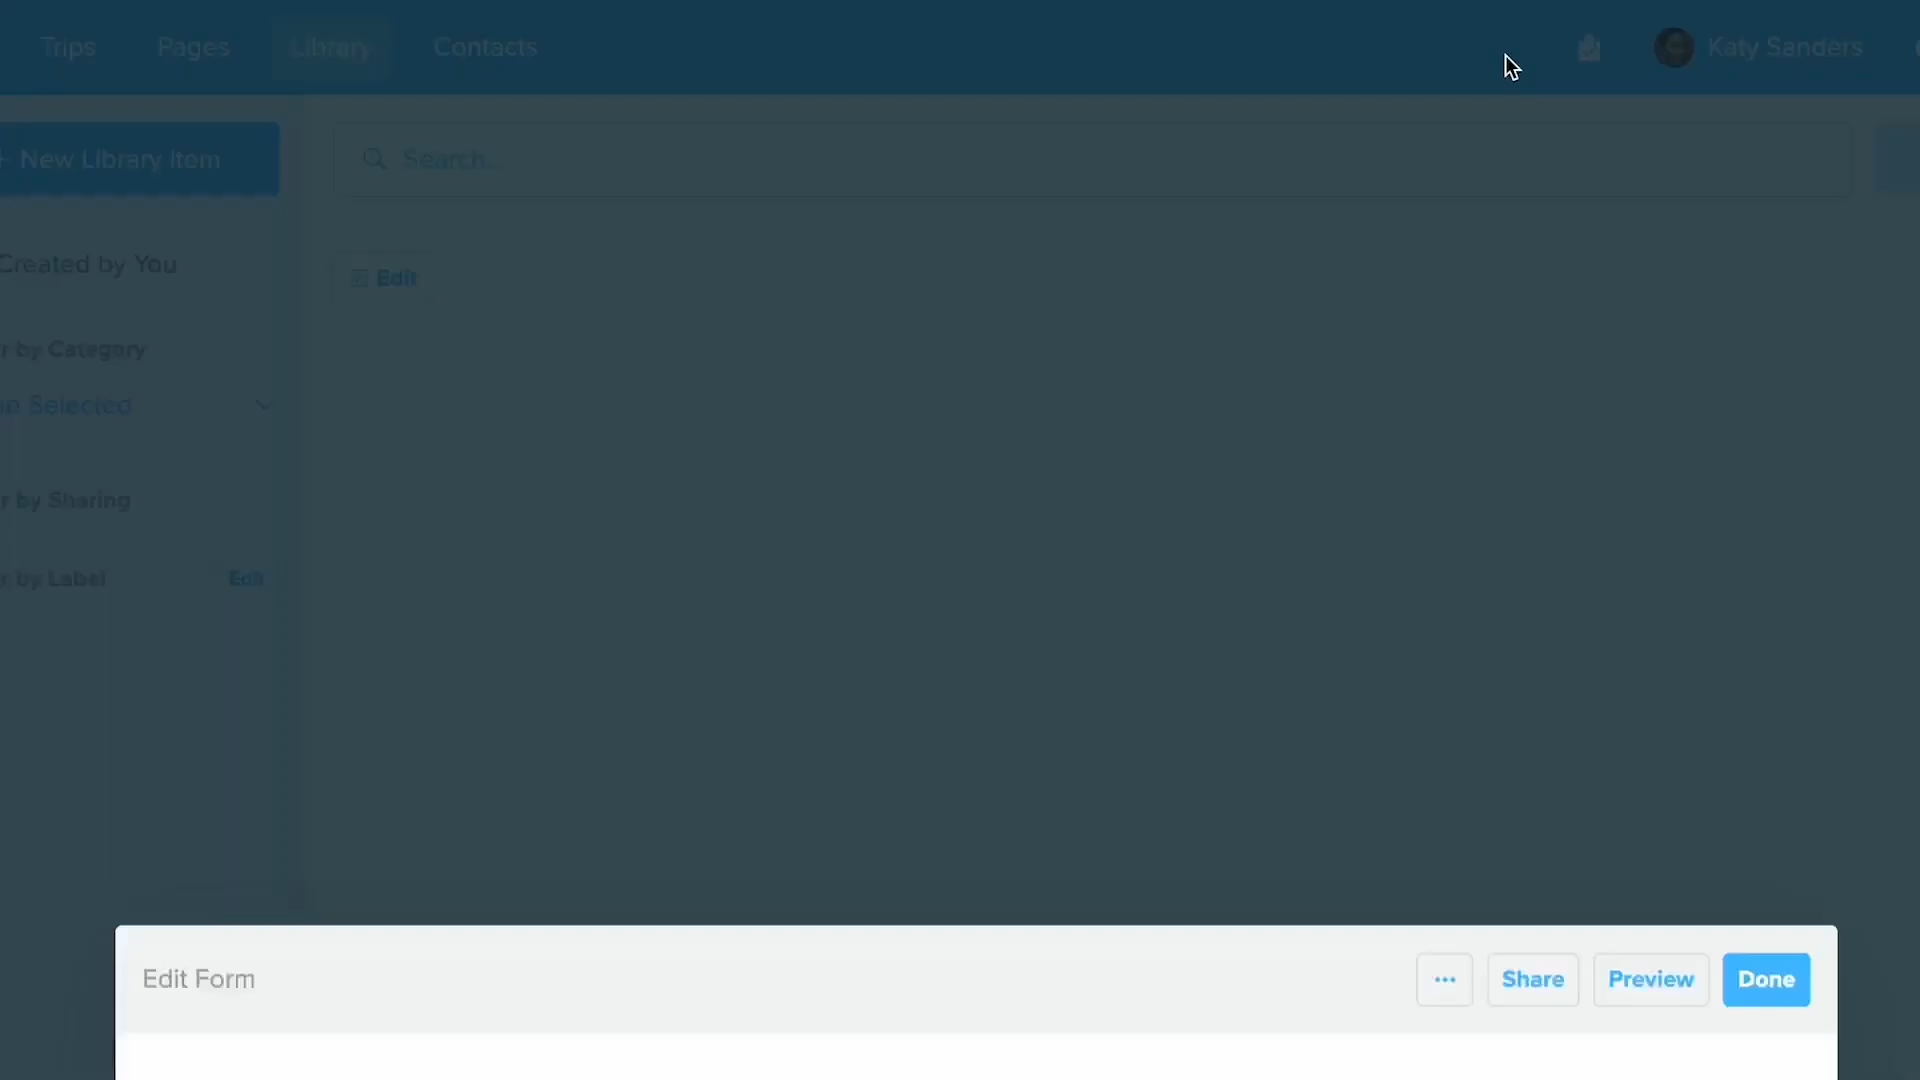 Trips Pages Library Contacts Katy Sanders
+ New Library Item
Search...
Created by You
Edit
r by Category
ne Selected
r by Sharing
r by Label Edit
Edit Form ... Share Preview Done